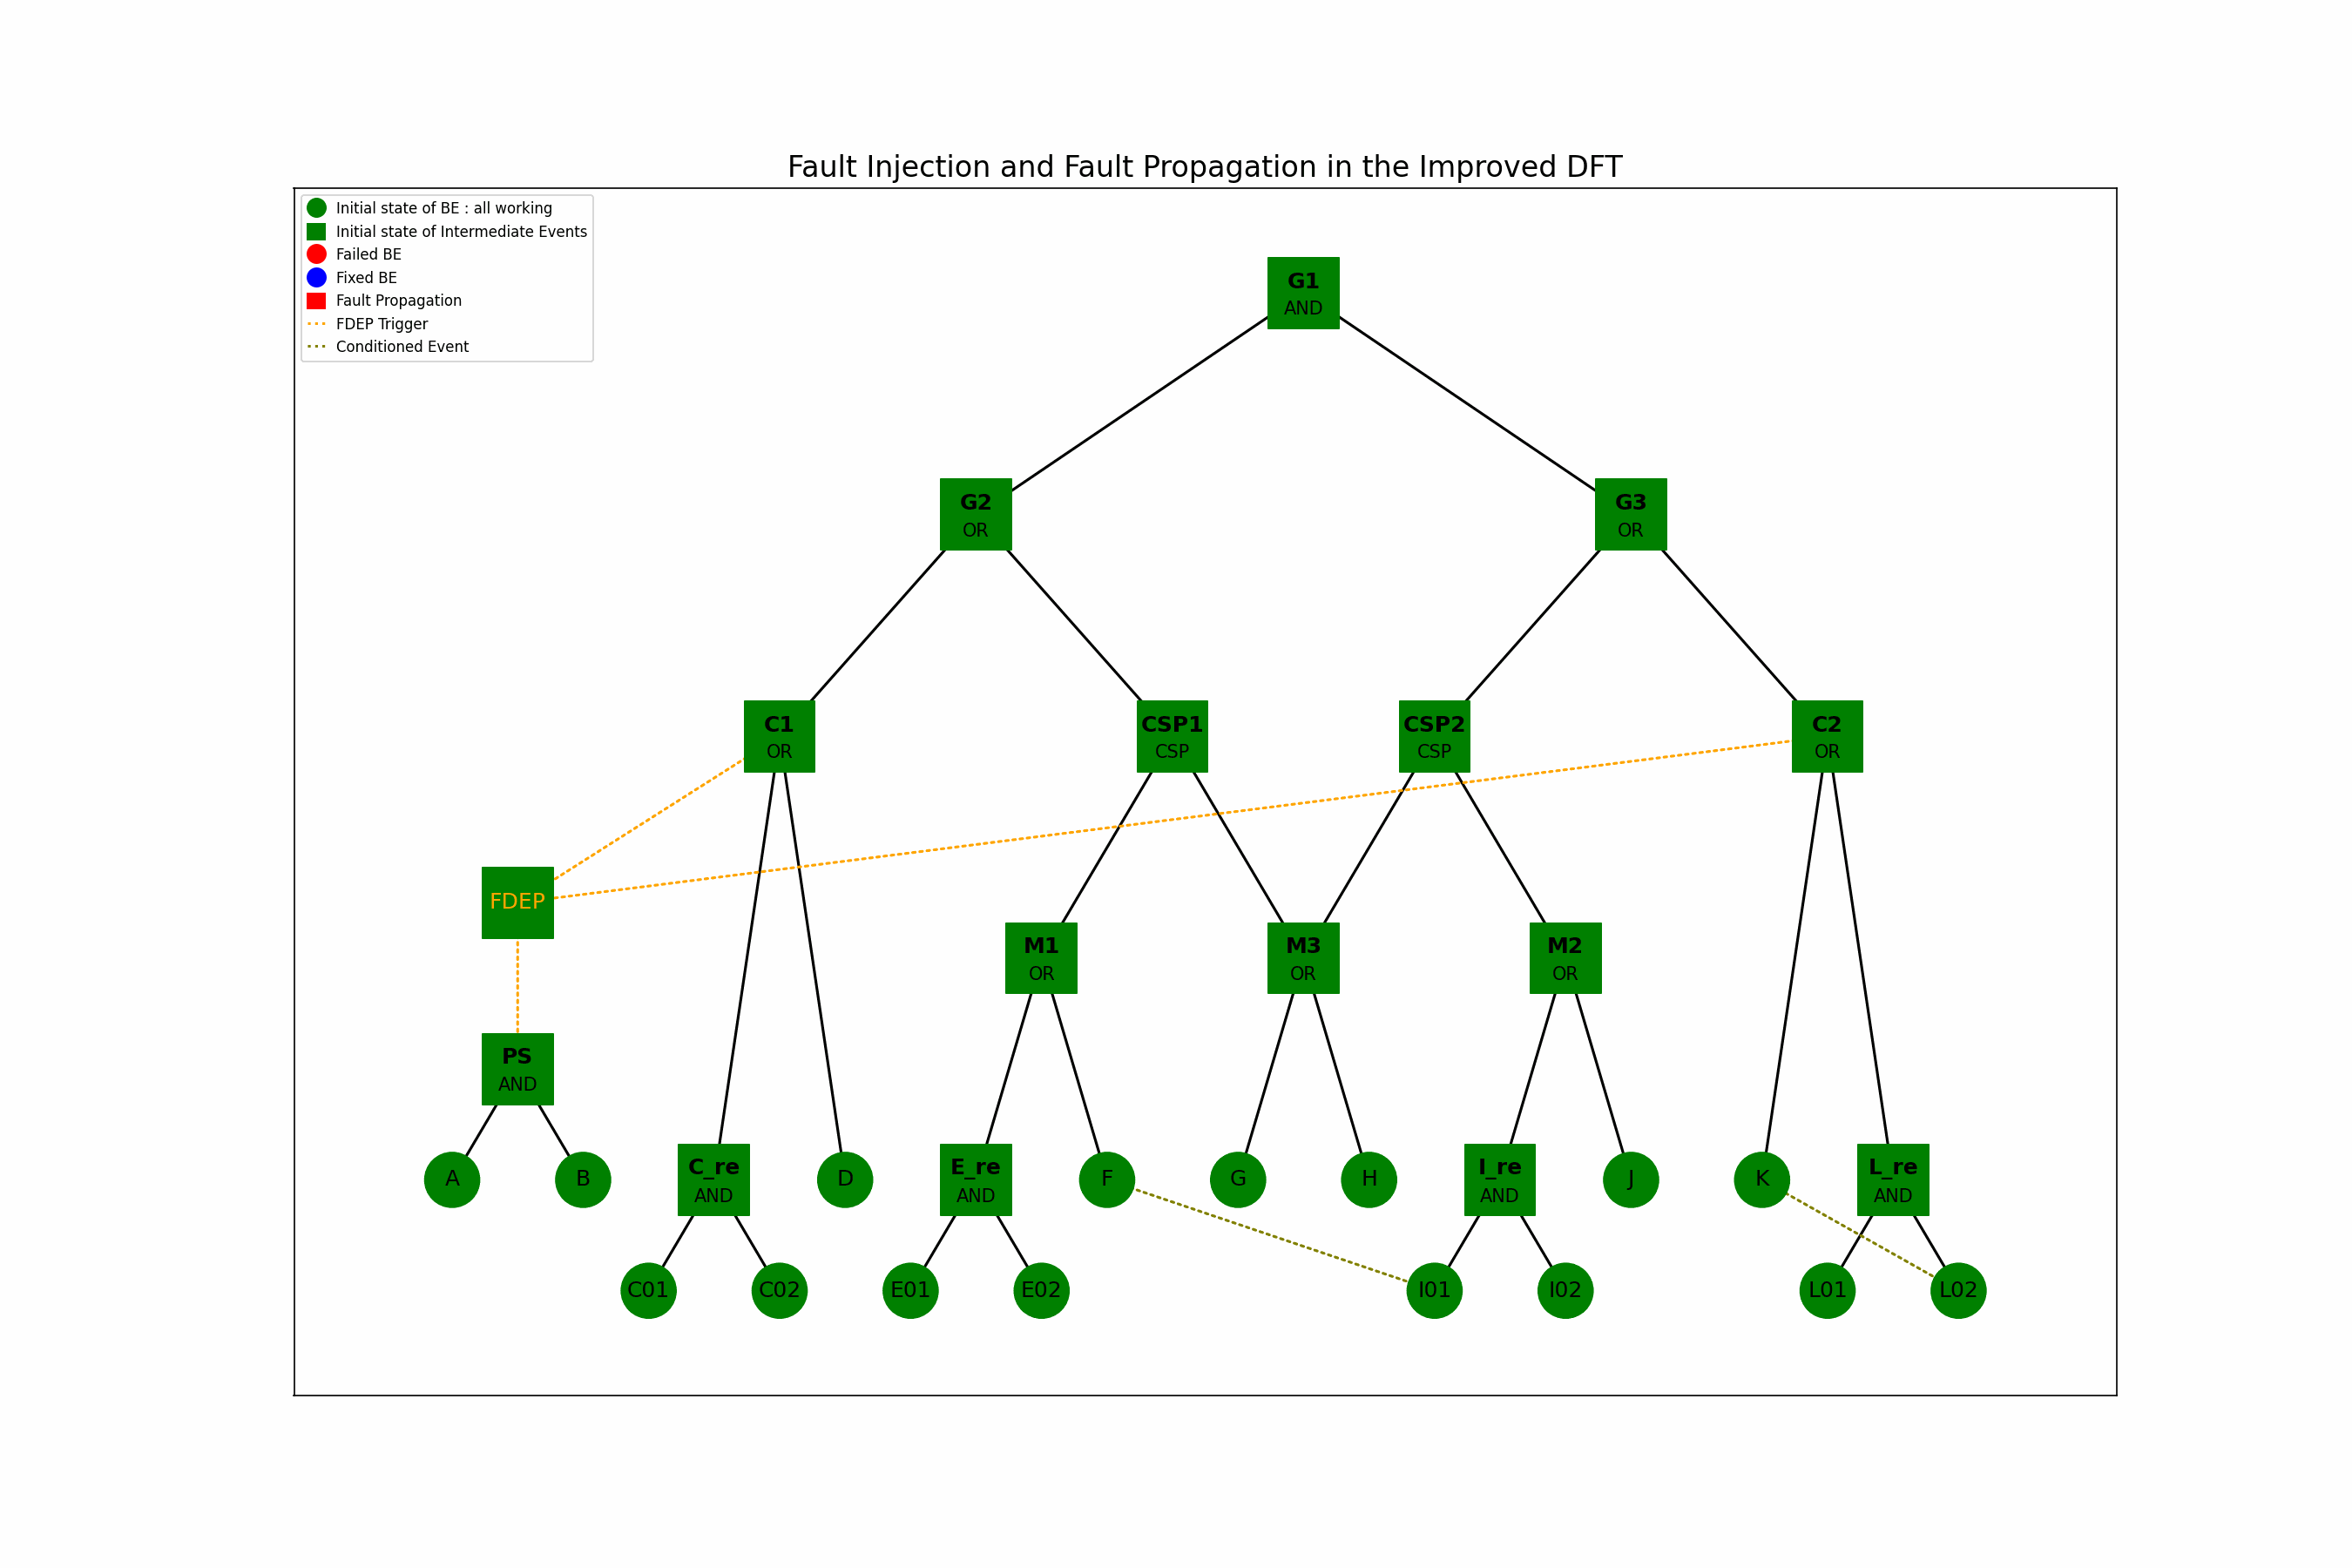 Fault Injection and Fault Propagation in the Improved DFT
Initial state of BE : all working
Initial state of Intermediate Events
Failed BE
Fixed BE
Fault Propagation
FDEP Trigger
Conditioned Event
G1
AND
G2
OR
G3
OR
C1
OR
CSP1
CSP
CSP2
CSP
C2
OR
FDEP
M1
OR
M3
OR
M2
OR
PS
AND
A
B
C_re
AND
D
E_re
AND
F
G
H
I_re
AND
J
K
L_re
AND
C01
C02
E01
E02
I01
I02
L01
L02